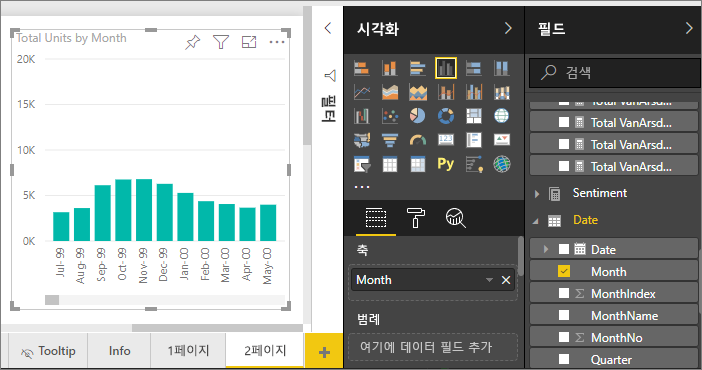 Total Units by Month
20K
15K
10K
5K
0K
Jul-99
Aug-99
Sep-99
Oct-99
Nov-99
Dec-99
Jan-00
Feb-00
Mar-00
Apr-00
May-00
Tooltip
Info
1페이지
2페이지
필터
시각화
Py
축
Month
범례
여기에 데이터 필드 추가
필드
검색
Total VanArsd...
Total VanArsd...
Total VanArsd...
Total VanArsd...
Sentiment
Date
Date
Month
MonthIndex
MonthName
MonthNo
Quarter